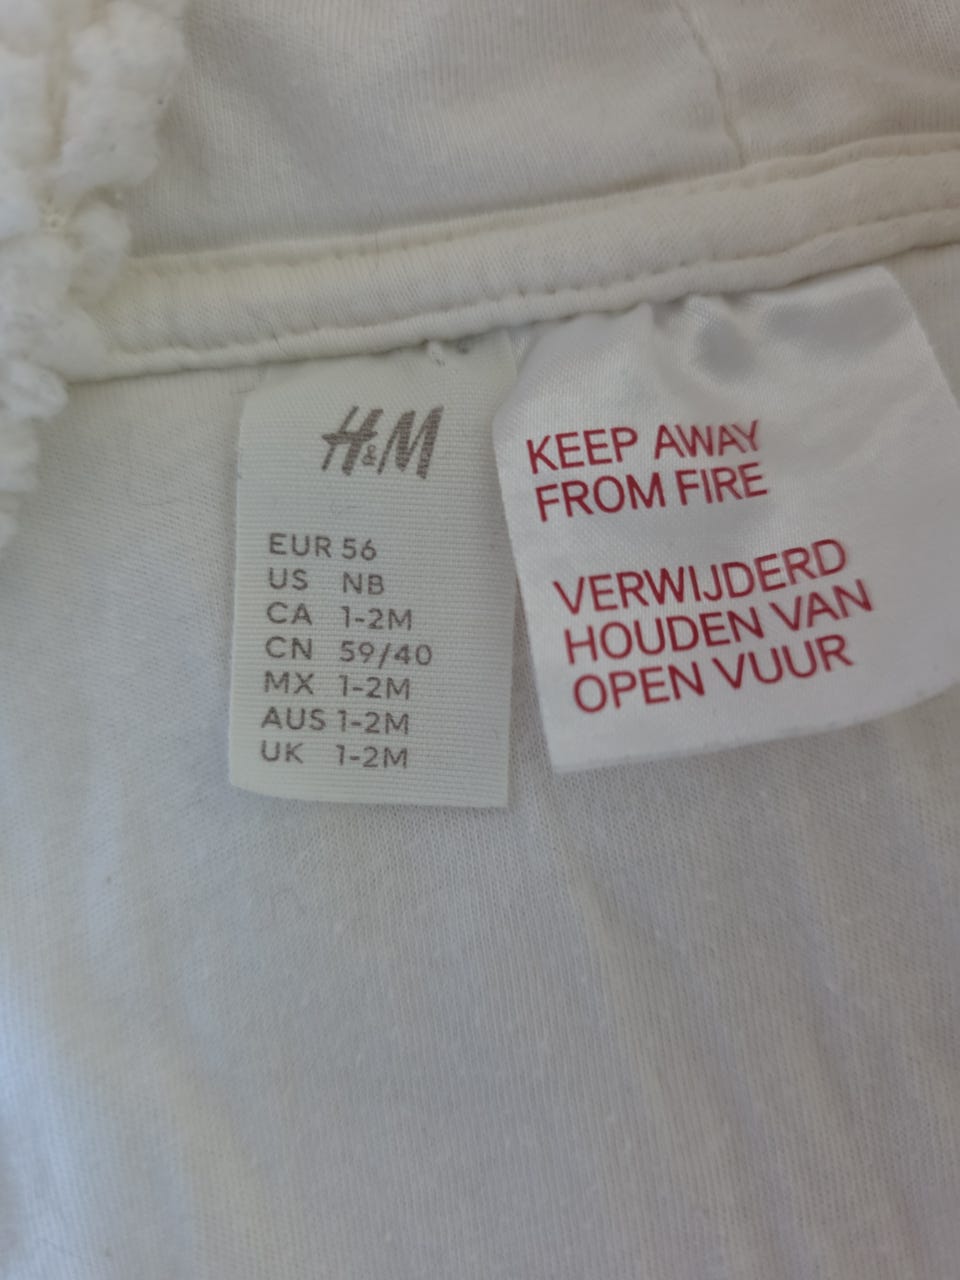 H&M
EUR 56
US NB
CA 1-2M
CN 59/40
MX 1-2M
AUS 1-2M
UK 1-2M
KEEP AWAY
FROM FIRE
VERWIJDERD
HOUDEN VAN
OPEN VUUR